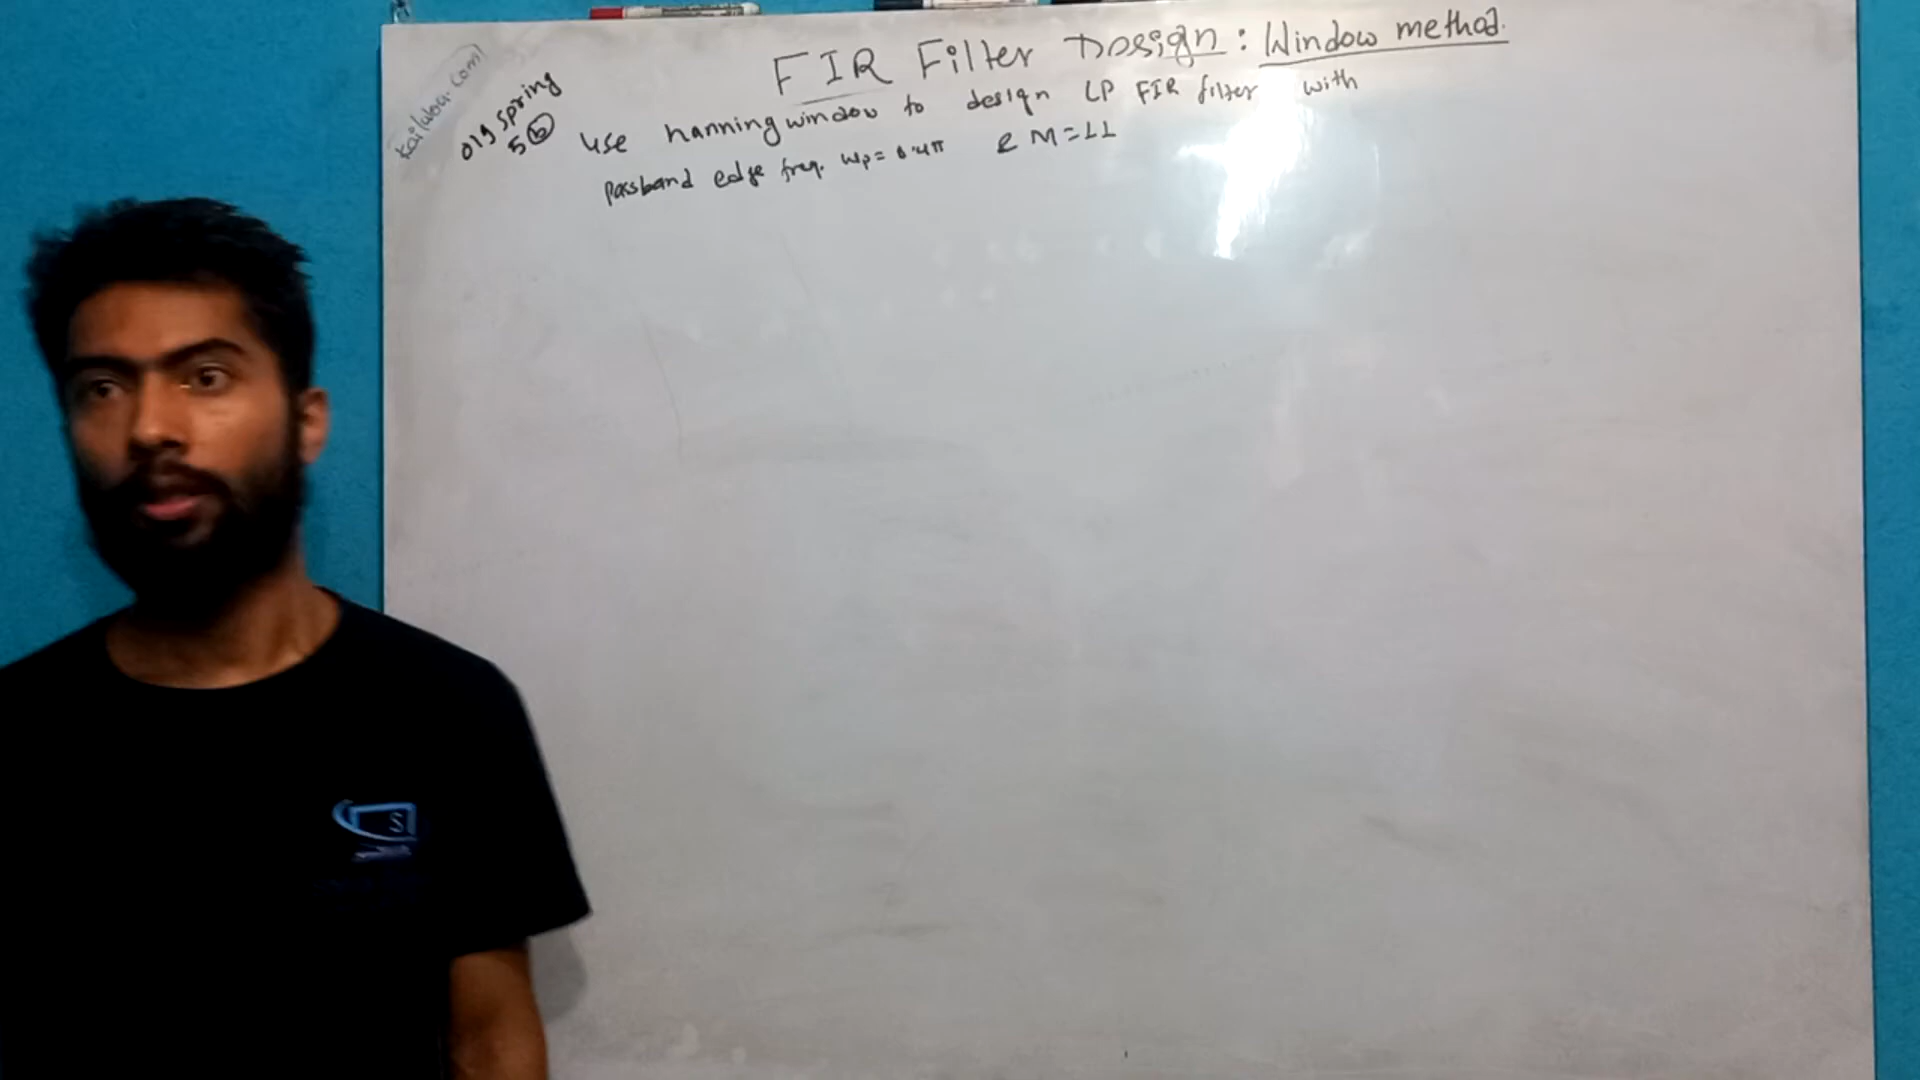 FIR Filter Design : Window method.
kailwou.com
019 spring
5 (b)
use hanning window to design LP FIR filter with
passband edge freq. wp = 0.4π & M=11
S